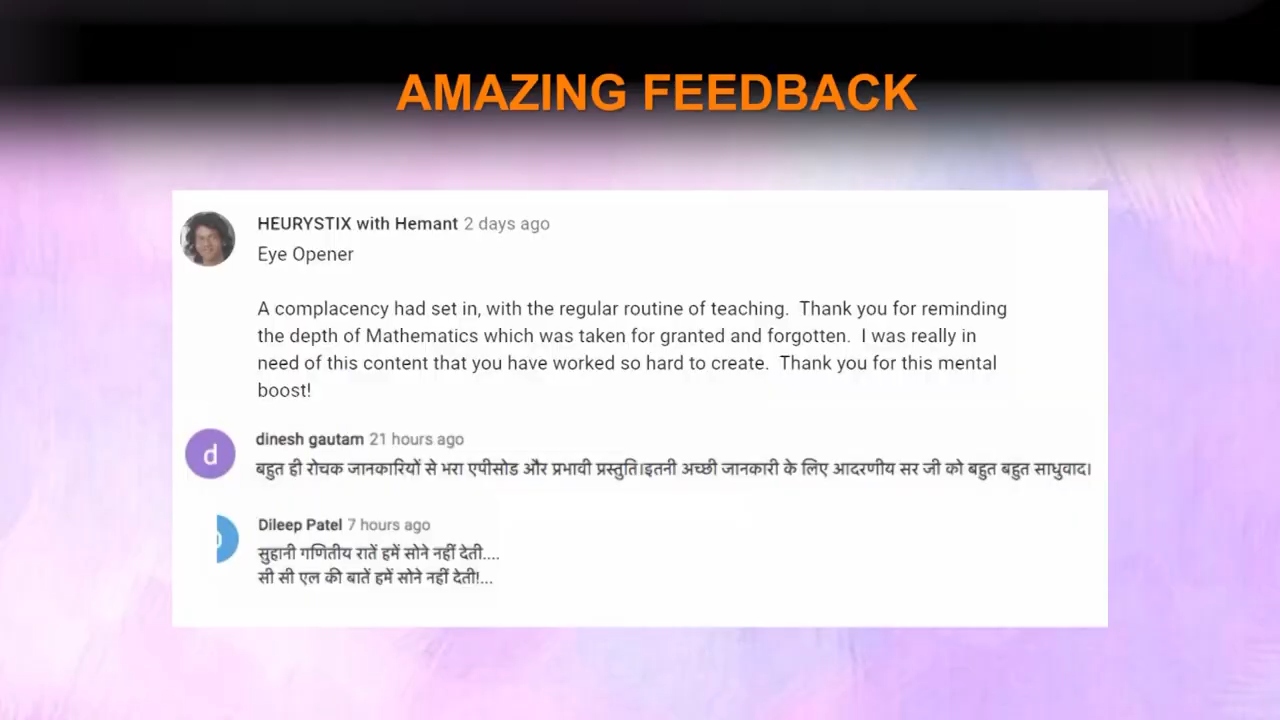 AMAZING FEEDBACK
HEURYSTIX with Hemant 2 days ago
Eye Opener
A complacency had set in, with the regular routine of teaching. Thank you for reminding
the depth of Mathematics which was taken for granted and forgotten. I was really in
need of this content that you have worked so hard to create. Thank you for this mental
boost!
d
dinesh gautam 21 hours ago
बहुत ही रोचक जानकारियों से भरा एपीसोड और प्रभावी प्रस्तुति।इतनी अच्छी जानकारी के लिए आदरणीय सर जी को बहुत बहुत साधुवाद।
Dileep Patel 7 hours ago
सुहानी गणितीय रातें हमें सोने नहीं देती....
सी सी एल की बातें हमें सोने नहीं देती!...